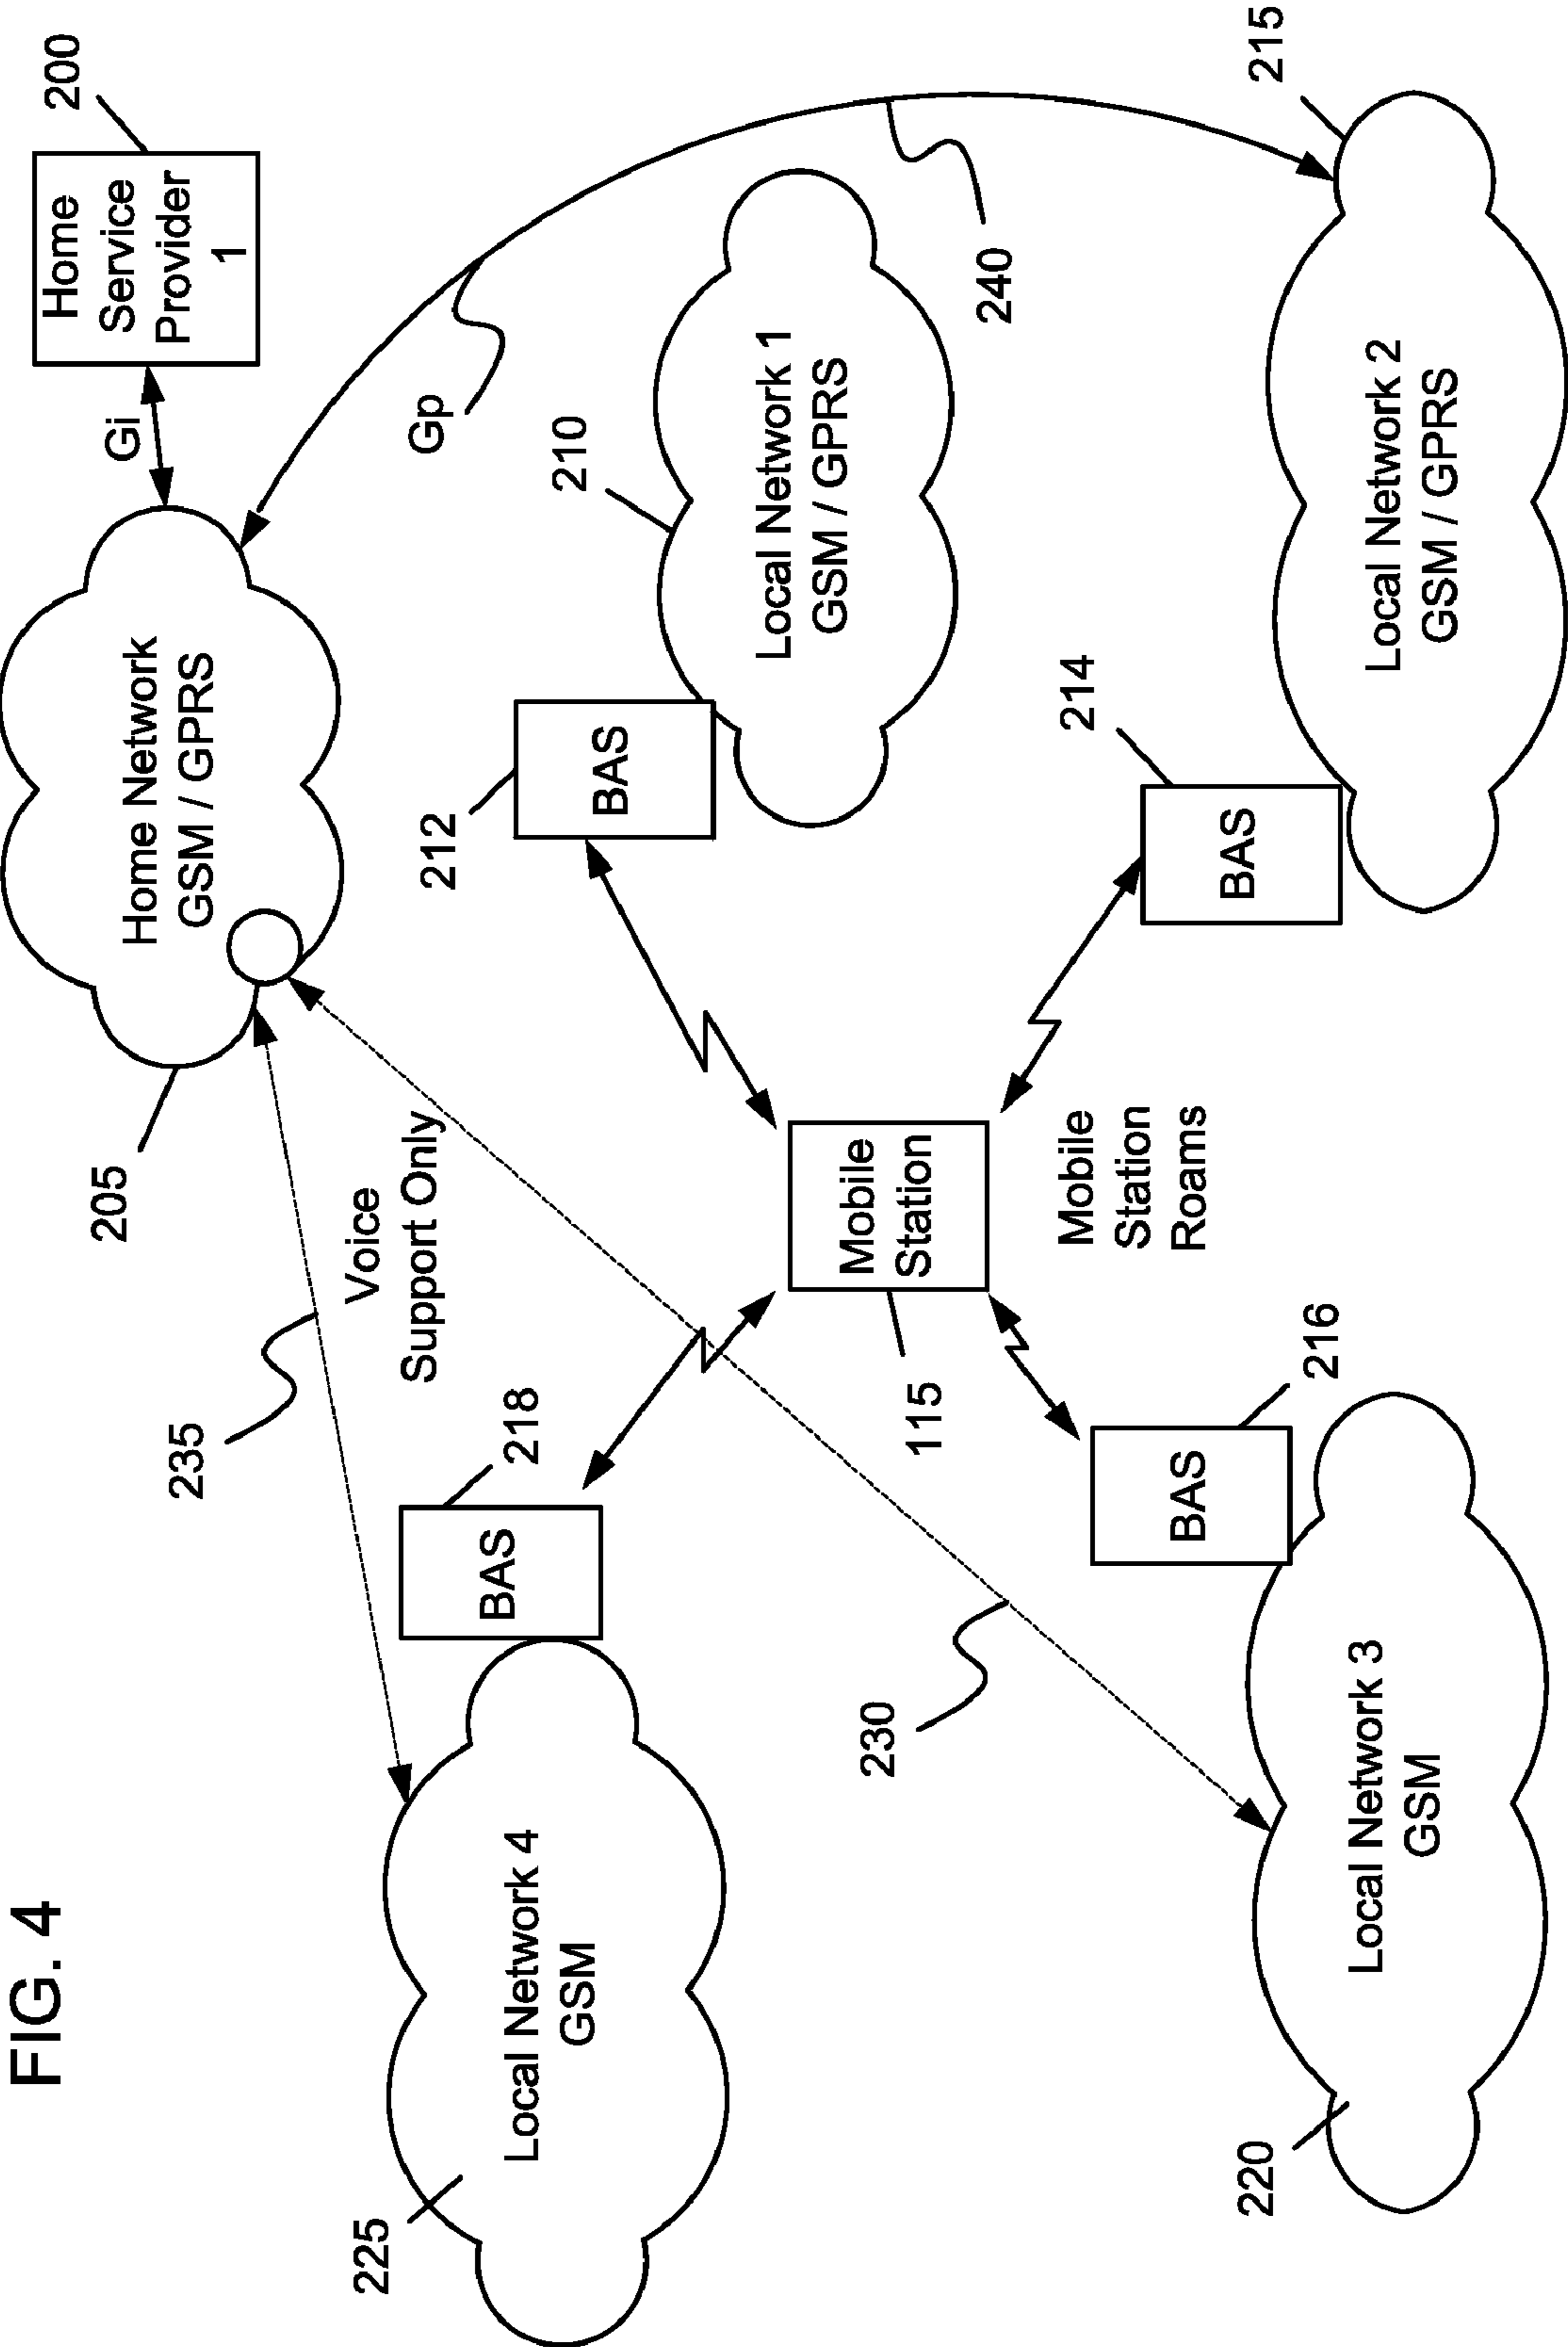 FIG. 4
205
Home Network
GSM / GPRS
Gi
200
Home
Service
Provider
1
235
Voice
Support Only
Gp
225
Local Network 4
GSM
218
BAS
212
BAS
210
Local Network 1
GSM / GPRS
240
230
115
Mobile
Station
Mobile
Station
Roams
214
BAS
215
Local Network 2
GSM / GPRS
216
BAS
220
Local Network 3
GSM